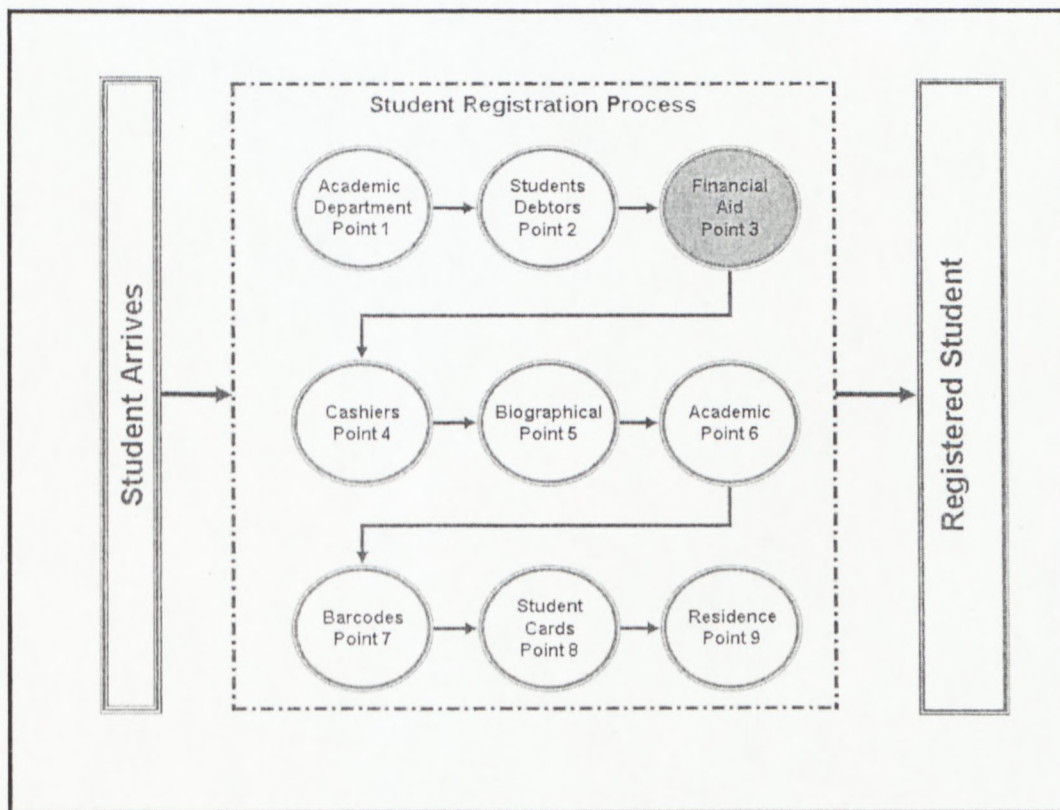 Student Arrives
Student Registration Process
Academic
Department
Point 1
Students
Debtors
Point 2
Financial
Aid
Point 3
Cashiers
Point 4
Biographical
Point 5
Academic
Point 6
Barcodes
Point 7
Student
Cards
Point 8
Residence
Point 9
Registered Student